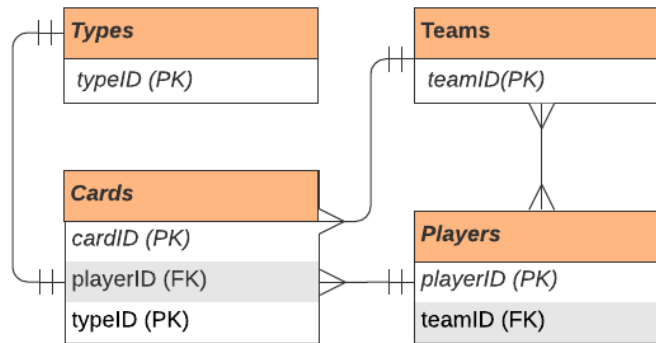 Types
typeID (PK)
Teams
teamID(PK)
Cards
cardID (PK)
playerID (FK)
typeID (PK)
Players
playerID (PK)
teamID (FK)